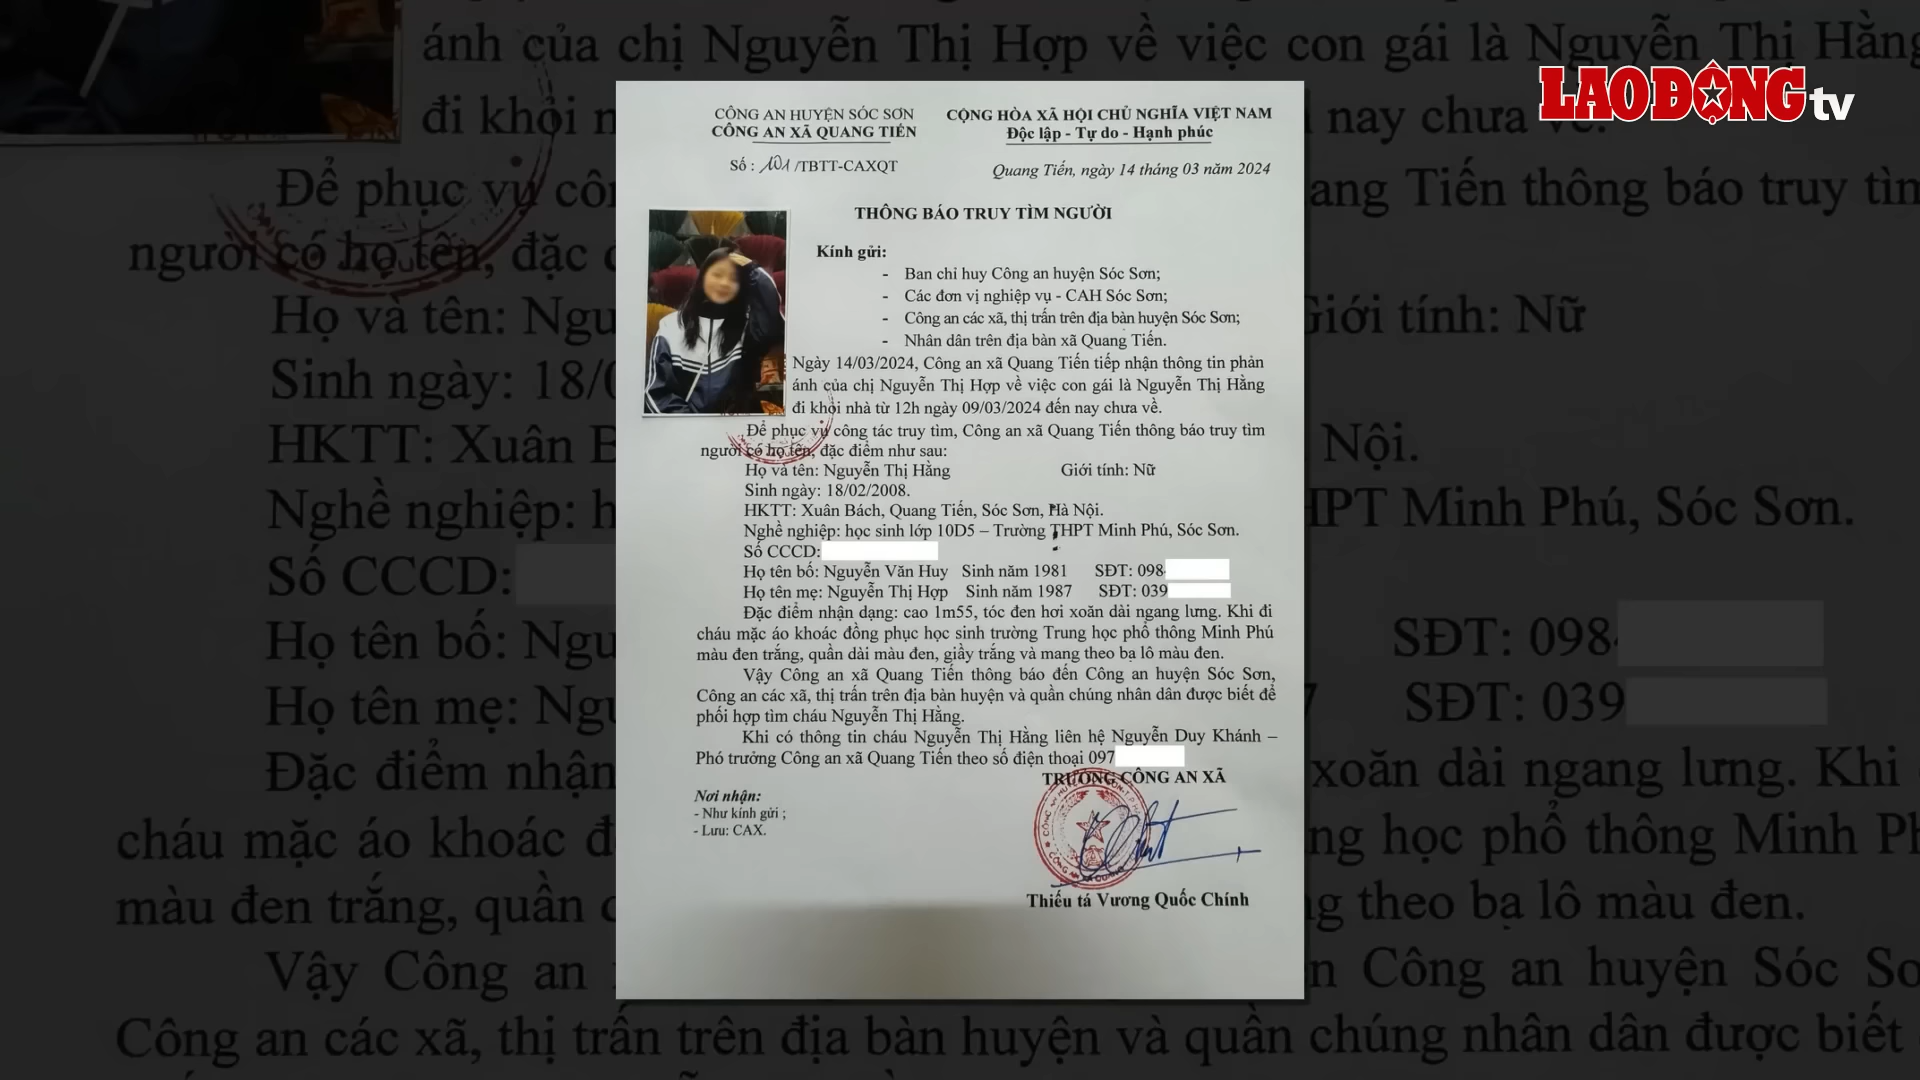 LAO ĐỘNG tv
CÔNG AN HUYỆN SÓC SƠN
CÔNG AN XÃ QUANG TIẾN
CỘNG HÒA XÃ HỘI CHỦ NGHĨA VIỆT NAM
Độc lập - Tự do - Hạnh phúc
Số : 101 /TBTT-CAXQT
Quang Tiến, ngày 14 tháng 03 năm 2024
THÔNG BÁO TRUY TÌM NGƯỜI
Kính gửi:
- Ban chỉ huy Công an huyện Sóc Sơn;
- Các đơn vị nghiệp vụ - CAH Sóc Sơn;
- Công an các xã, thị trấn trên địa bàn huyện Sóc Sơn;
- Nhân dân trên địa bàn xã Quang Tiến.
Ngày 14/03/2024, Công an xã Quang Tiến tiếp nhận thông tin phản
ánh của chị Nguyễn Thị Hợp về việc con gái là Nguyễn Thị Hằng
đi khỏi nhà từ 12h ngày 09/03/2024 đến nay chưa về.
Để phục vụ công tác truy tìm, Công an xã Quang Tiến thông báo truy tìm
người có họ tên, đặc điểm như sau:
Họ và tên: Nguyễn Thị Hằng Giới tính: Nữ
Sinh ngày: 18/02/2008.
HKTT: Xuân Bách, Quang Tiến, Sóc Sơn, Hà Nội.
Nghề nghiệp: học sinh lớp 10D5 – Trường THPT Minh Phú, Sóc Sơn.
Số CCCD:
Họ tên bố: Nguyễn Văn Huy Sinh năm 1981 SĐT: 098
Họ tên mẹ: Nguyễn Thị Hợp Sinh năm 1987 SĐT: 039
Đặc điểm nhận dạng: cao 1m55, tóc đen hơi xoăn dài ngang lưng. Khi đi
cháu mặc áo khoác đồng phục học sinh trường Trung học phổ thông Minh Phú
màu đen trắng, quần dài màu đen, giầy trắng và mang theo bạ lô màu đen.
Vậy Công an xã Quang Tiến thông báo đến Công an huyện Sóc Sơn,
Công an các xã, thị trấn trên địa bàn huyện và quần chúng nhân dân được biết để
phối hợp tìm cháu Nguyễn Thị Hằng.
Khi có thông tin cháu Nguyễn Thị Hằng liên hệ Nguyễn Duy Khánh –
Phó trưởng Công an xã Quang Tiến theo số điện thoại 097
TRƯỞNG CÔNG AN XÃ
Nơi nhận:
- Như kính gửi ;
- Lưu: CAX.
Thiếu tá Vương Quốc Chính